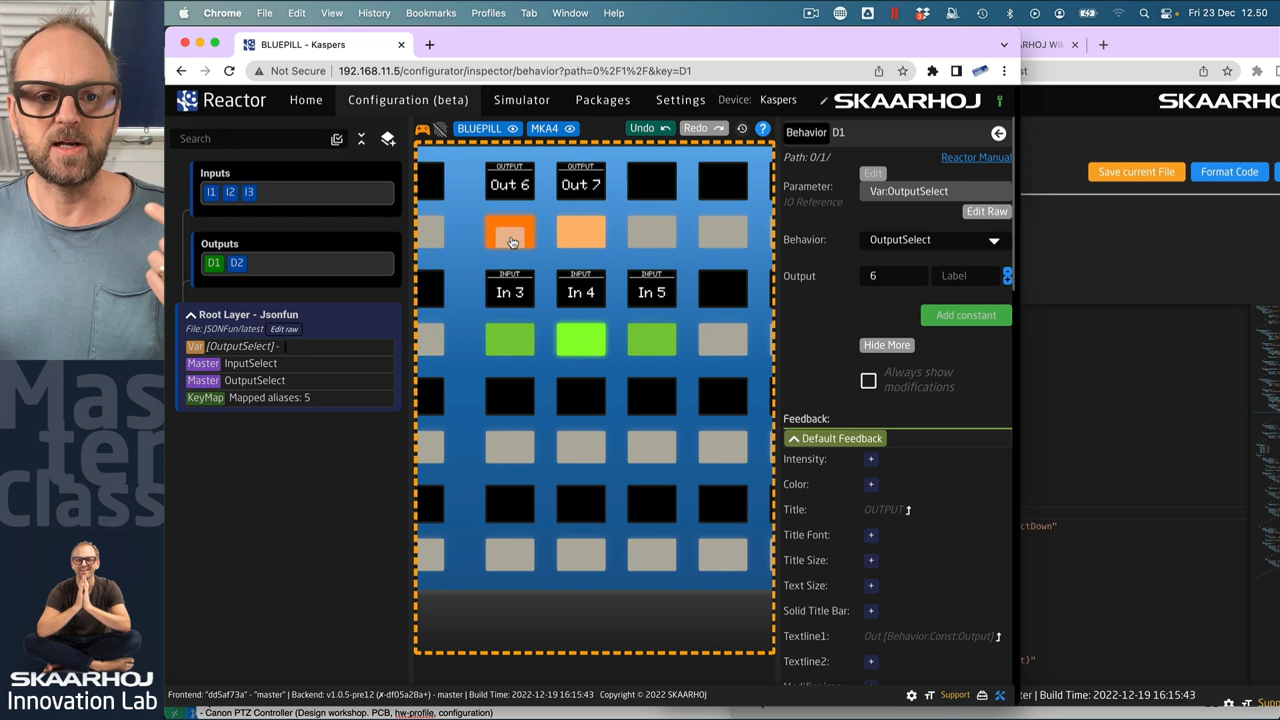 Chrome File Edit View History Bookmarks Profiles Tab Window Help Fri 23 Dec 12.50
BLUEPILL - Kaspers
Not Secure 192.168.11.5/configurator/inspector/behavior?path=0%2F1%2F&key=D1
Reactor Home Configuration (beta) Simulator Packages Settings Device: Kaspers SKAARHOJ
Search
BLUEPILL MKA4 Undo Redo ?
Inputs
I1 I2 I3
Outputs
D1 D2
Root Layer - Jsonfun
File: JSONFun/latest Edit raw
Var [OutputSelect] -
Master InputSelect
Master OutputSelect
KeyMap Mapped aliases: 5
OUTPUT OUTPUT
Out 6 Out 7
INPUT INPUT INPUT
In 3 In 4 In 5
Behavior D1
Path: 0/1/ Reactor Manual
Edit
Parameter: Var:OutputSelect
IO Reference
Edit Raw
Behavior: OutputSelect
Output 6 Label
Add constant
Hide More
Always show
modifications
Feedback:
Default Feedback
Intensity: +
Color: +
Title: OUTPUT
Title Font: +
Title Size: +
Text Size: +
Solid Title Bar: +
Textline1: Out [Behavior:Const:Output]
Textline2: +
Save current File Format Code
ctDown"
Master
Class
SKAARHOJ
Innovation Lab
Frontend: "dd5af73a" - "master" | Backend: v1.0.5-pre12 (x-df05a28a+) - master | Build Time: 2022-12-19 16:15:43 Copyright © 2022 SKAARHOJ Support
ter | Build Time: 2022-12-19 16:15:43
- Canon PTZ Controller (Design workshop. PCB, hw-profile, configuration)